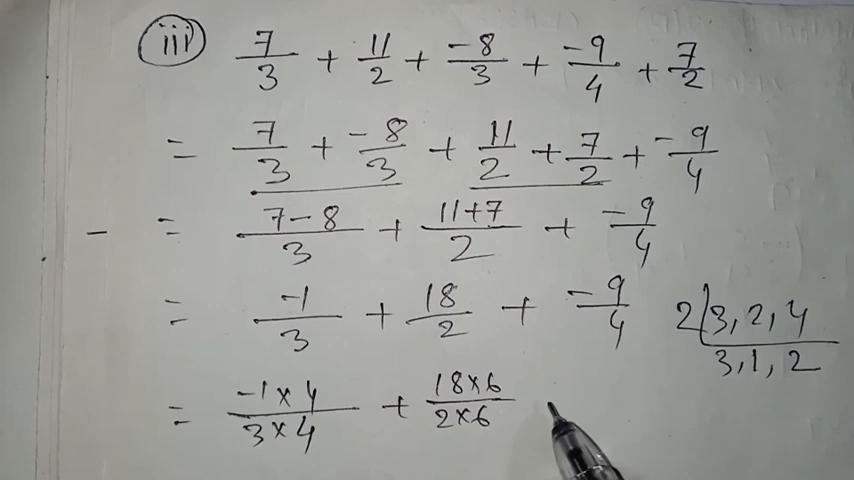 iii 7/3 + 11/2 + -8/3 + -9/4 + 7/2
= 7/3 + -8/3 + 11/2 + 7/2 + -9/4
- = 7-8/3 + 11+7/2 + -9/4
= -1/3 + 18/2 + -9/4
2 | 3, 2, 4
3, 1, 2
= -1×4/3×4 + 18×6/2×6